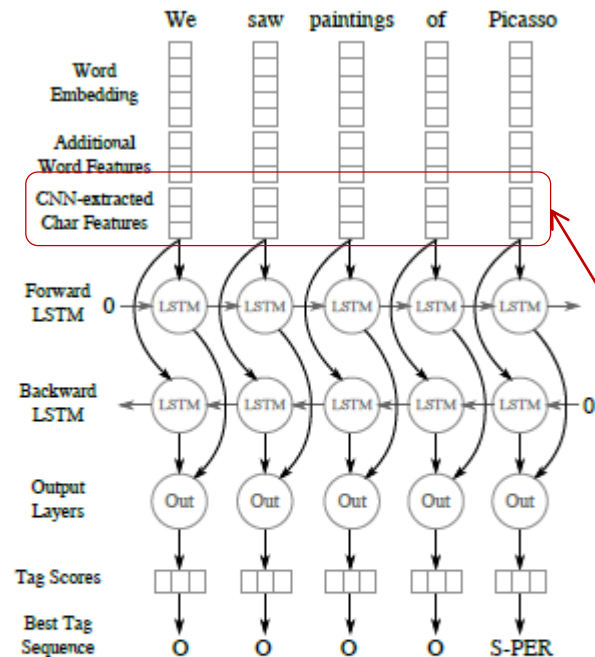 We saw paintings of Picasso
Word
Embedding
Additional
Word Features
CNN-extracted
Char Features
Forward
LSTM
0 LSTM LSTM LSTM LSTM LSTM
Backward
LSTM
LSTM LSTM LSTM LSTM LSTM 0
Output
Layers
Out Out Out Out Out
Tag Scores
Best Tag
Sequence
O O O O S-PER